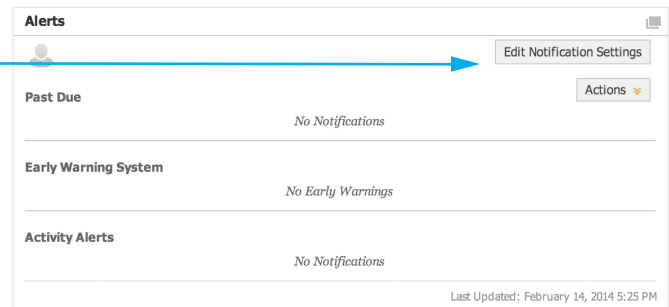 Alerts
Edit Notification Settings
Actions
Past Due
No Notifications
Early Warning System
No Early Warnings
Activity Alerts
No Notifications
Last Updated: February 14, 2014 5:25 PM